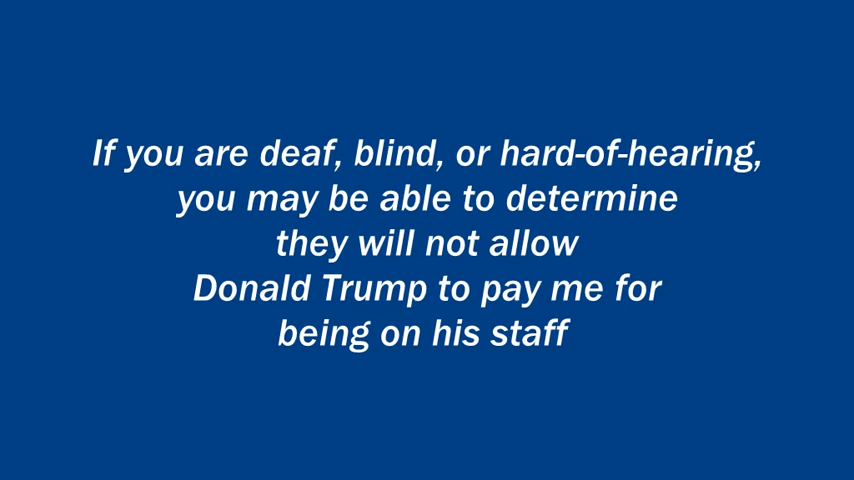 If you are deaf, blind, or hard-of-hearing,
you may be able to determine
they will not allow
Donald Trump to pay me for
being on his staff